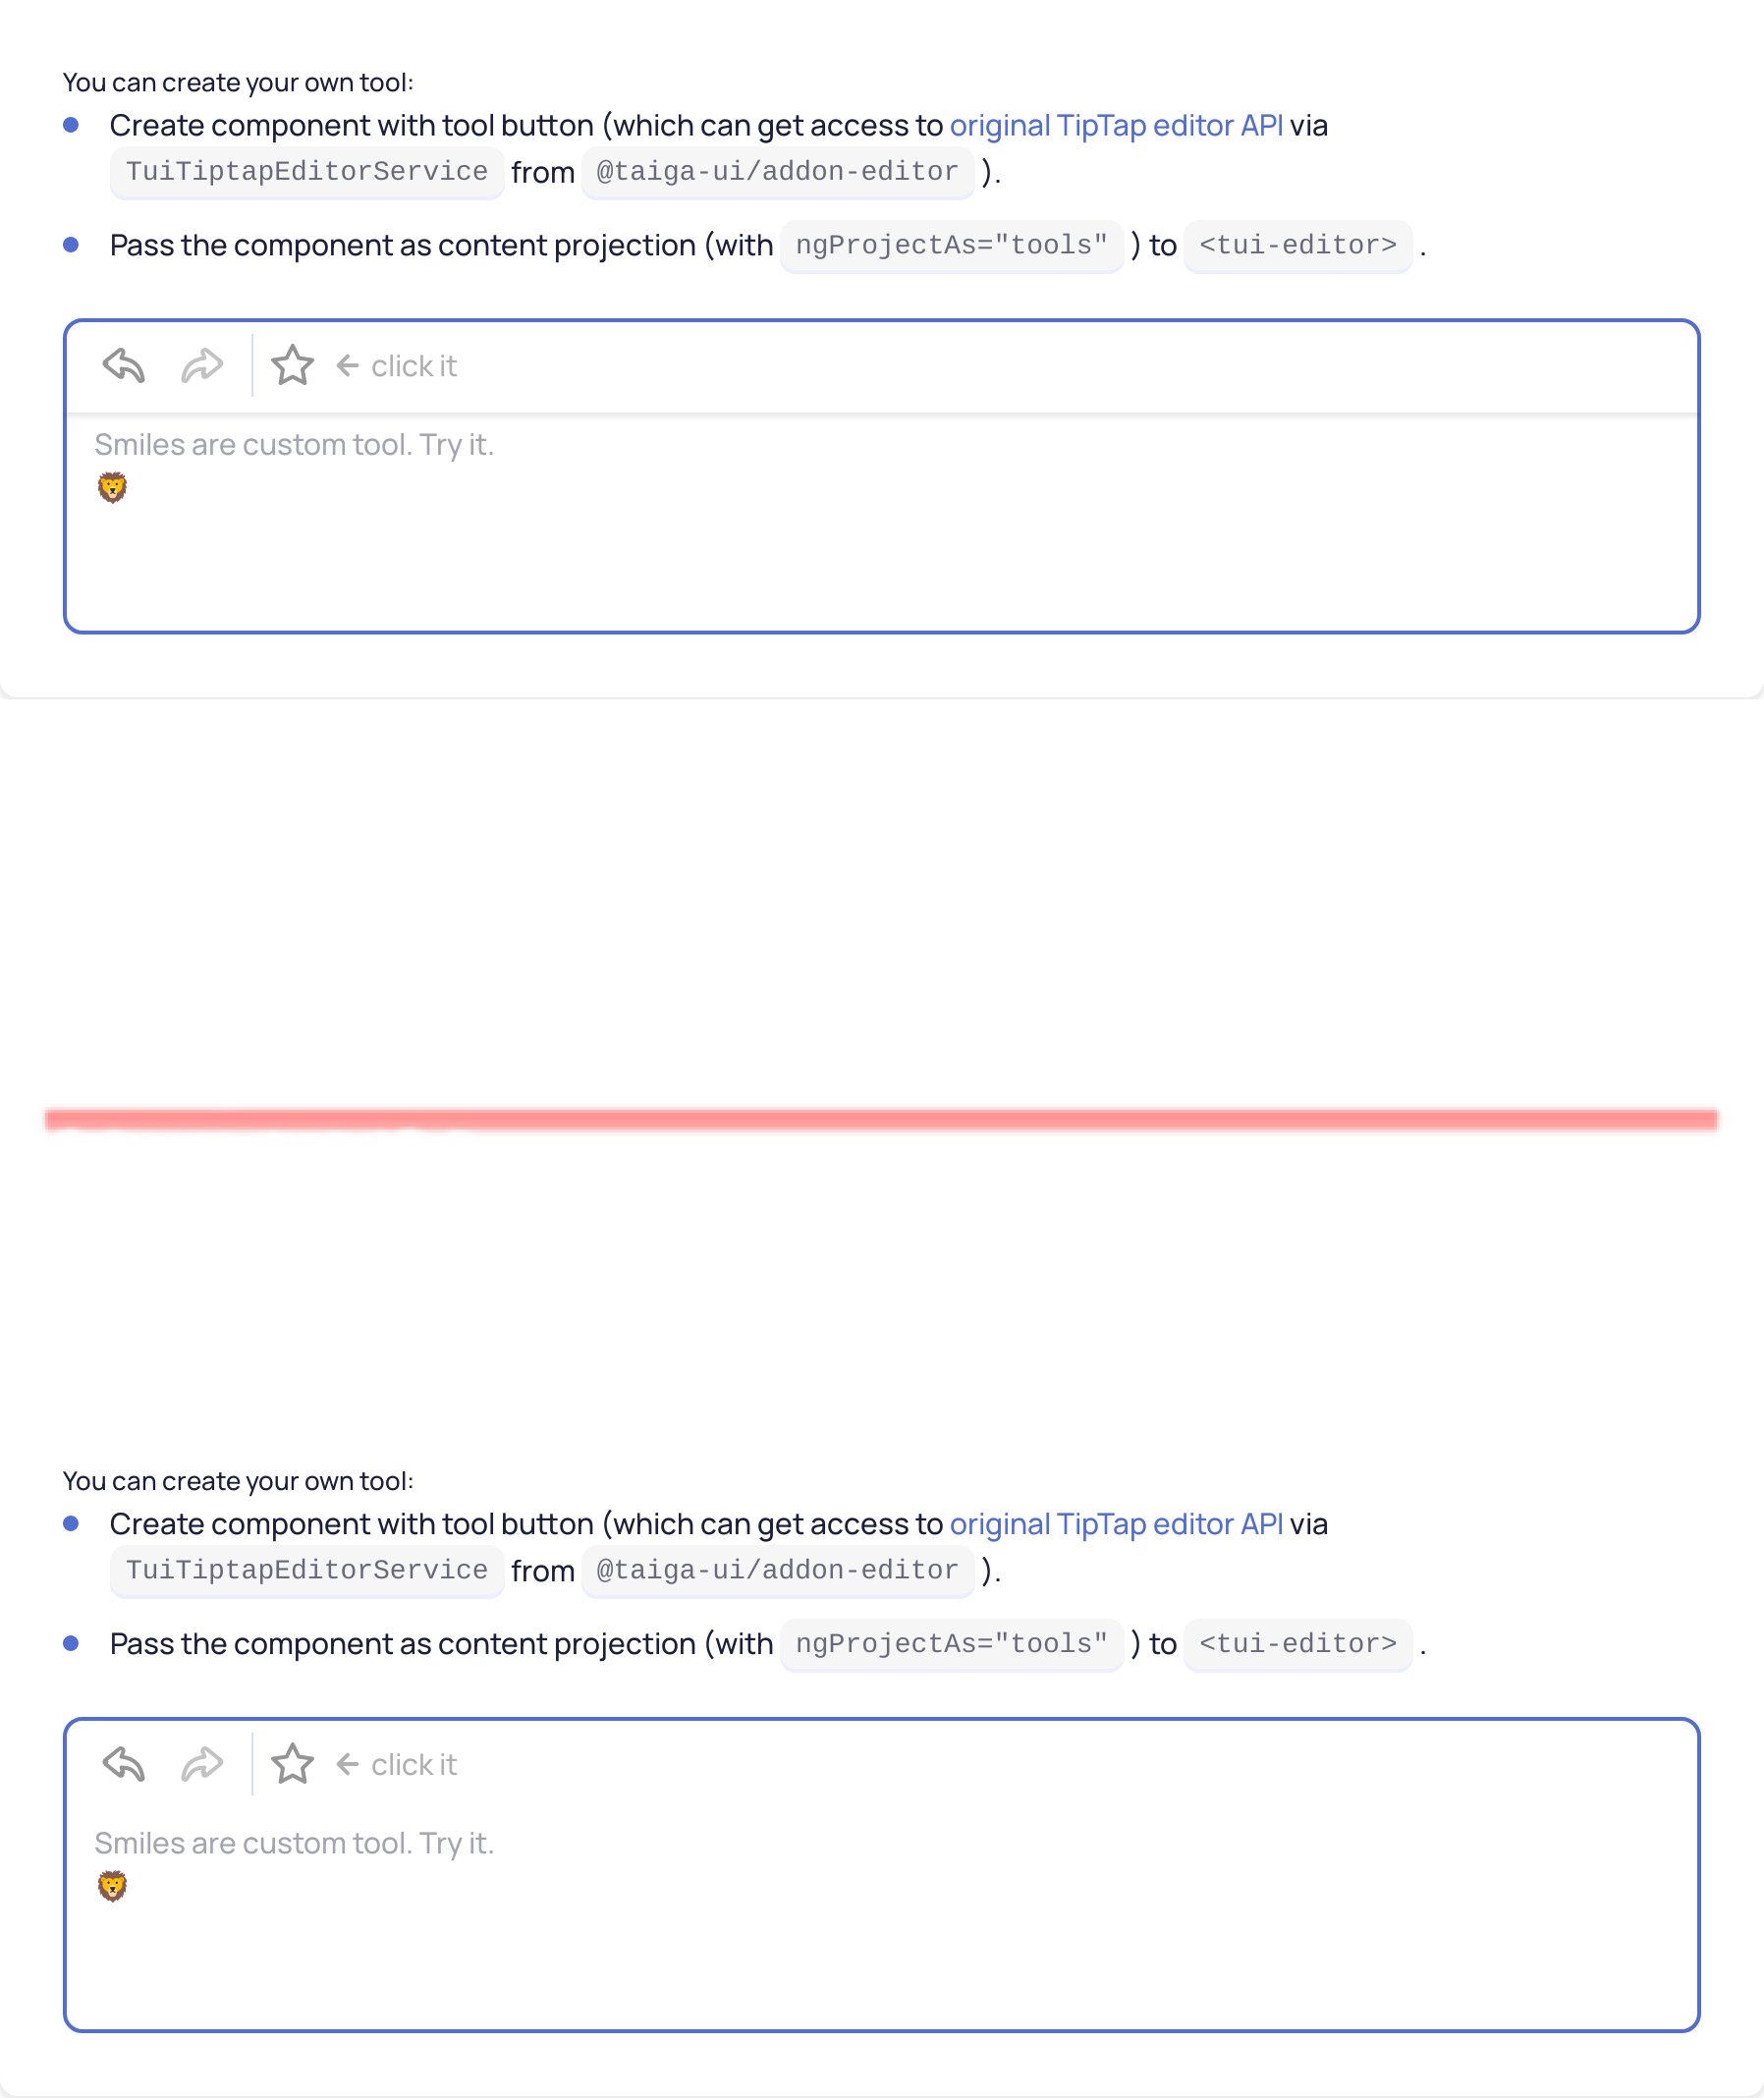 You can create your own tool:
Create component with tool button (which can get access to original TipTap editor API via
TuiTiptapEditorService from @taiga-ui/addon-editor ).
Pass the component as content projection (with ngProjectAs="tools" ) to <tui-editor> .
← click it
Smiles are custom tool. Try it.
🦁
You can create your own tool:
Create component with tool button (which can get access to original TipTap editor API via
TuiTiptapEditorService from @taiga-ui/addon-editor ).
Pass the component as content projection (with ngProjectAs="tools" ) to <tui-editor> .
← click it
Smiles are custom tool. Try it.
🦁